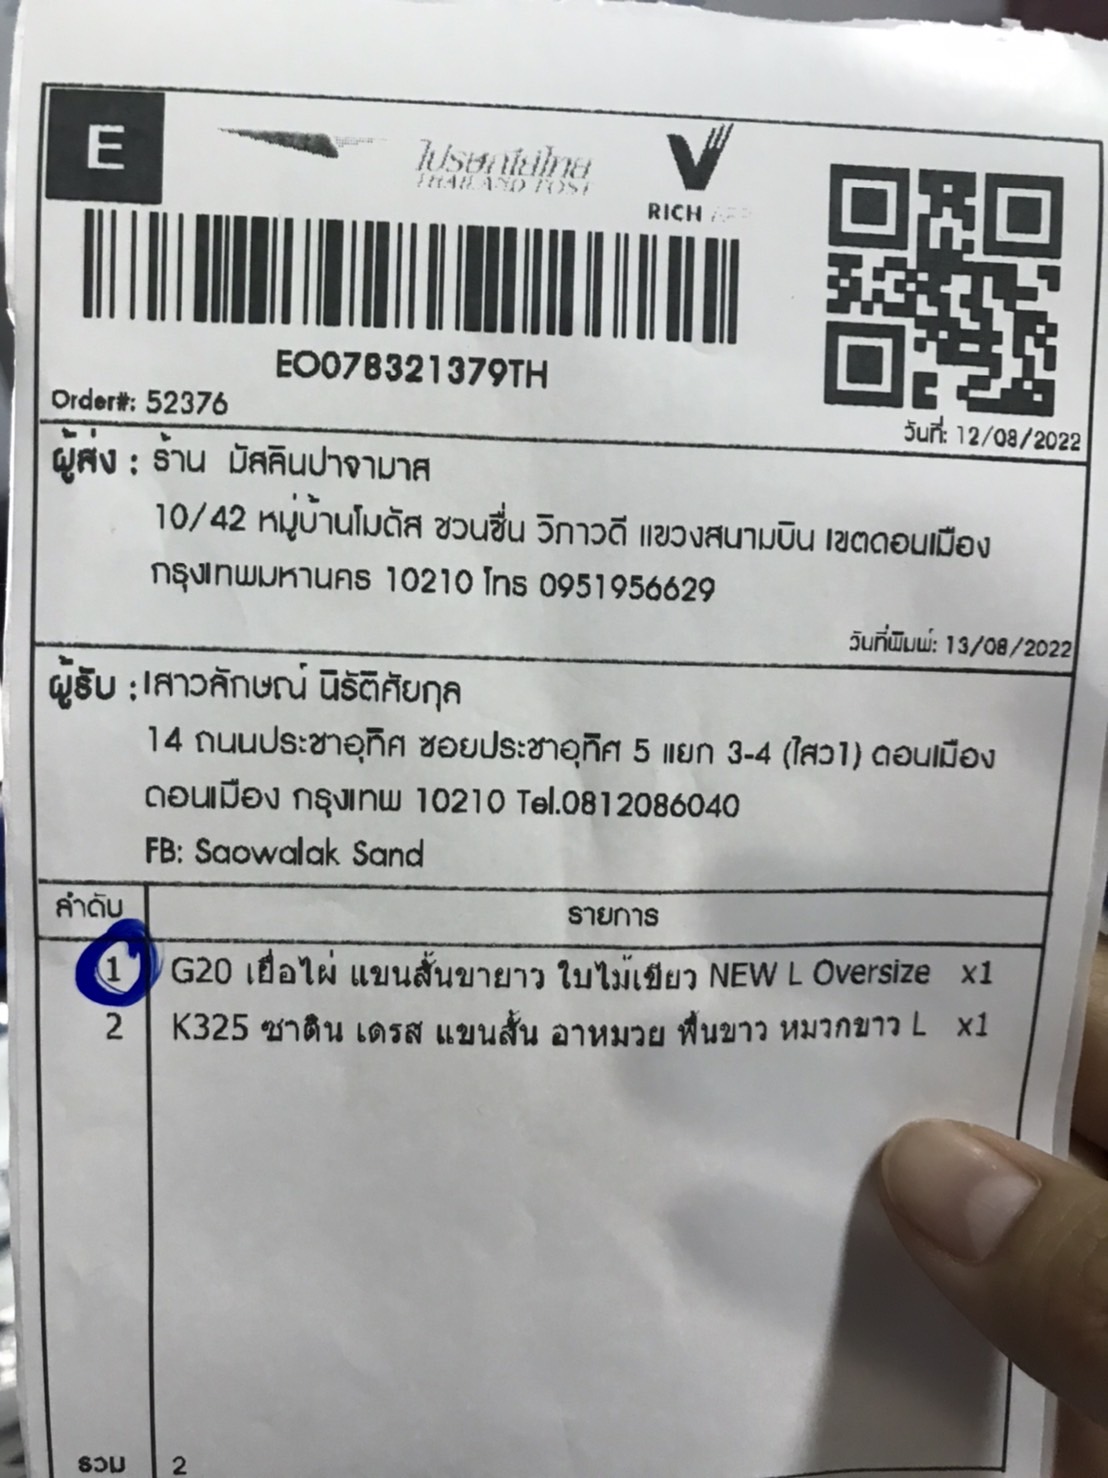 E
ไปรษณีย์ไทย
THAILAND POST
RICH APP
EO078321379TH
Order#: 52376
วันที่: 12/08/2022
ผู้ส่ง : ร้าน มัสลินปาจามาส
10/42 หมู่บ้านโมดัส ชวนชื่น วิภาวดี แขวงสนามบิน เขตดอนเมือง
กรุงเทพมหานคร 10210 โทร 0951956629
วันที่พิมพ์: 13/08/2022
ผู้รับ : เสาวลักษณ์ นิรัติศัยกุล
14 ถนนประชาอุทิศ ซอยประชาอุทิศ 5 แยก 3-4 (ไสว1) ดอนเมือง
ดอนเมือง กรุงเทพ 10210 Tel.0812086040
FB: Saowalak Sand
ลำดับ รายการ
1 G20 เยื่อไผ่ แขนสั้นขายาว ใบไม้เขียว NEW L Oversize x1
2 K325 ซาติน เดรส แขนสั้น อาหมวย พื้นขาว หมวกขาว L x1
รวม 2